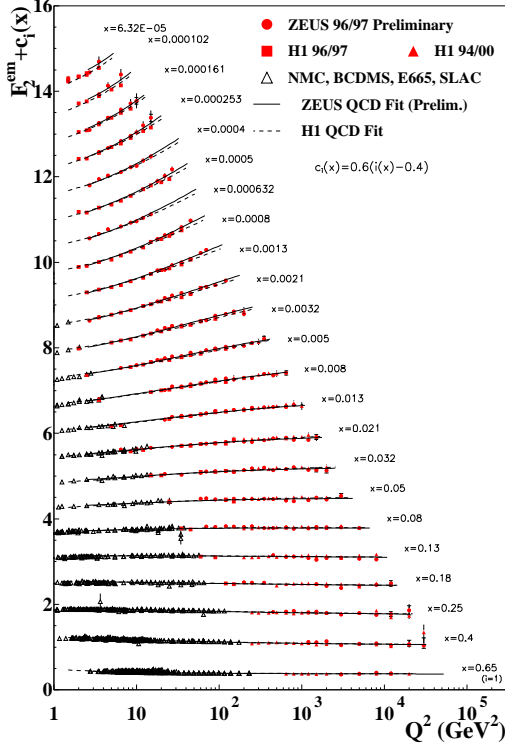 F₂ᵉᵐ+cᵢ(x)
16
14
12
10
8
6
4
2
0
ZEUS 96/97 Preliminary
H1 96/97 H1 94/00
NMC, BCDMS, E665, SLAC
ZEUS QCD Fit (Prelim.)
H1 QCD Fit
cᵢ(x)=0.6(i(x)−0.4)
x=6.32E-05
x=0.000102
x=0.000161
x=0.000253
x=0.0004
x=0.0005
x=0.000632
x=0.0008
x=0.0013
x=0.0021
x=0.0032
x=0.005
x=0.008
x=0.013
x=0.021
x=0.032
x=0.05
x=0.08
x=0.13
x=0.18
x=0.25
x=0.4
x=0.65
(i=1)
1 10 10² 10³ 10⁴ 10⁵
Q² (GeV²)